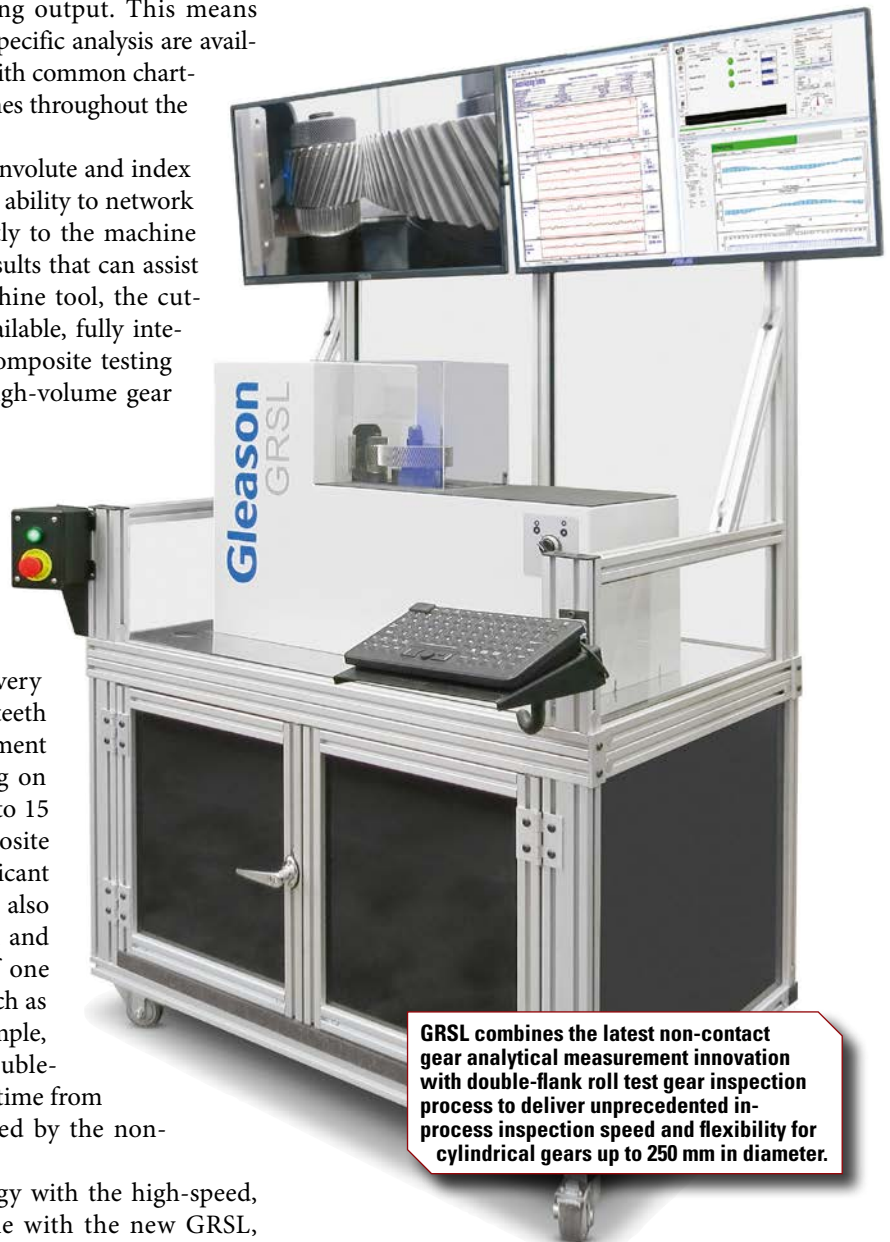 ng output. This means
pecific analysis are avail-
ith common chart-
nes throughout the
nvolute and index
ability to network
tly to the machine
sults that can assist
hine tool, the cut-
ailable, fully inte-
omposite testing
igh-volume gear
Gleason
GRSL
very
teeth
ment
g on
to 15
osite
icant
also
and
f one
ch as
mple,
uble-
time from
ed by the non-
gy with the high-speed,
le with the new GRSL,
GRSL combines the latest non-contact
gear analytical measurement innovation
with double-flank roll test gear inspection
process to deliver unprecedented in-
process inspection speed and flexibility for
cylindrical gears up to 250 mm in diameter.